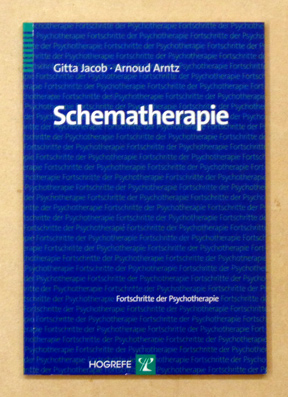 Gitta Jacob · Arnoud Arntz
Schematherapie
Fortschritte der Psychotherapie
HOGREFE